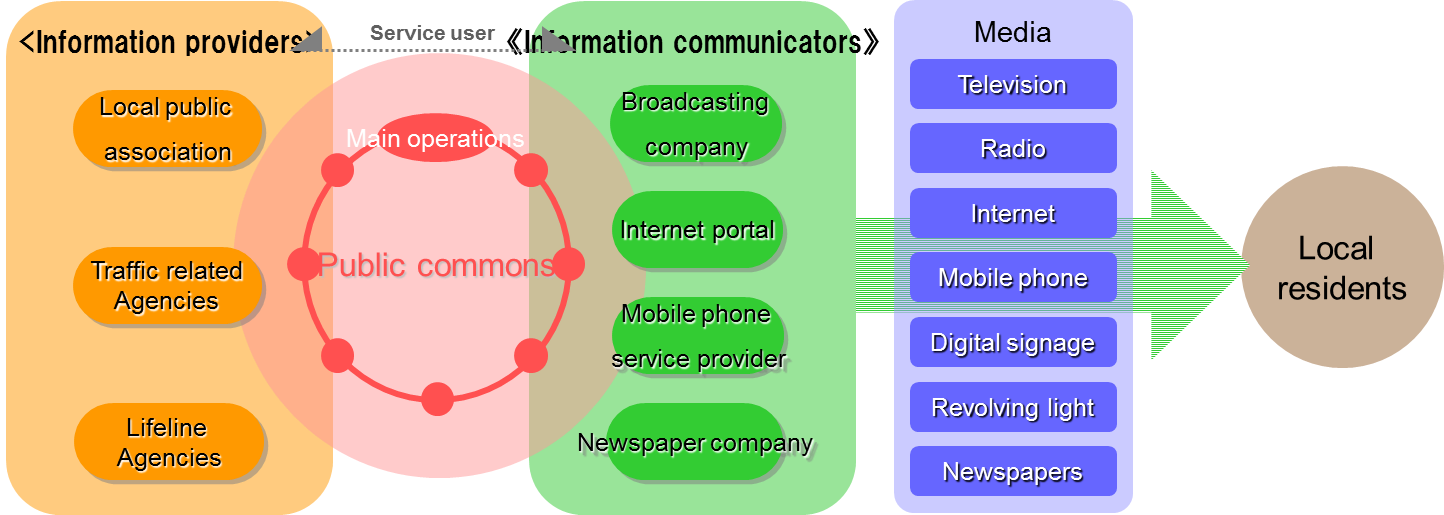 <Information providers>
Service user
《Information communicators》
Media
Local public
association
Traffic related
Agencies
Lifeline
Agencies
Main operations
Public commons
Broadcasting
company
Internet portal
Mobile phone
service provider
Newspaper company
Television
Radio
Internet
Mobile phone
Digital signage
Revolving light
Newspapers
Local
residents